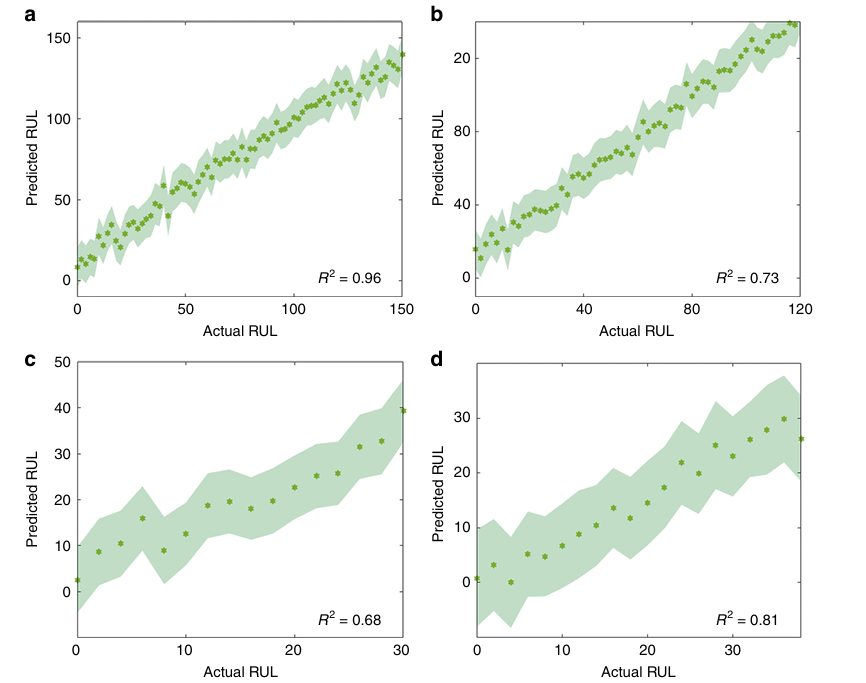 a
150
100
50
0
Predicted RUL
R² = 0.96
0 50 100 150
Actual RUL
b
20
80
40
0
Predicted RUL
R² = 0.73
0 40 80 120
Actual RUL
c
50
40
30
20
10
0
Predicted RUL
R² = 0.68
0 10 20 30
Actual RUL
d
30
20
10
0
Predicted RUL
R² = 0.81
0 10 20 30
Actual RUL